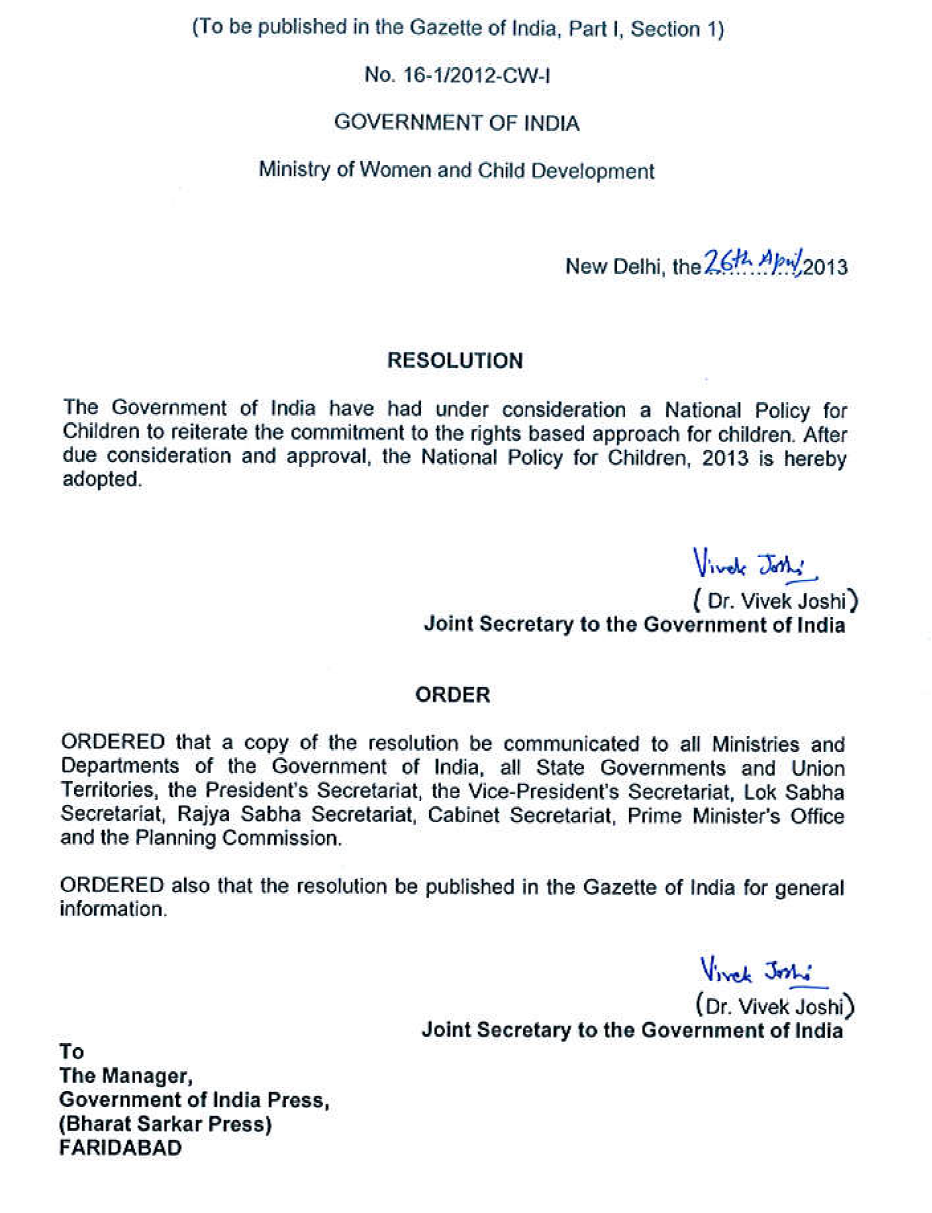 (To be published in the Gazette of India, Part I, Section 1)
No. 16-1/2012-CW-I
GOVERNMENT OF INDIA
Ministry of Women and Child Development
New Delhi, the 26th April, 2013
RESOLUTION
The Government of India have had under consideration a National Policy for
Children to reiterate the commitment to the rights based approach for children. After
due consideration and approval, the National Policy for Children, 2013 is hereby
adopted.
Vivek Joshi
( Dr. Vivek Joshi )
Joint Secretary to the Government of India
ORDER
ORDERED that a copy of the resolution be communicated to all Ministries and
Departments of the Government of India, all State Governments and Union
Territories, the President's Secretariat, the Vice-President's Secretariat, Lok Sabha
Secretariat, Rajya Sabha Secretariat, Cabinet Secretariat, Prime Minister's Office
and the Planning Commission.
ORDERED also that the resolution be published in the Gazette of India for general
information.
Vivek Joshi
(Dr. Vivek Joshi)
Joint Secretary to the Government of India
To
The Manager,
Government of India Press,
(Bharat Sarkar Press)
FARIDABAD